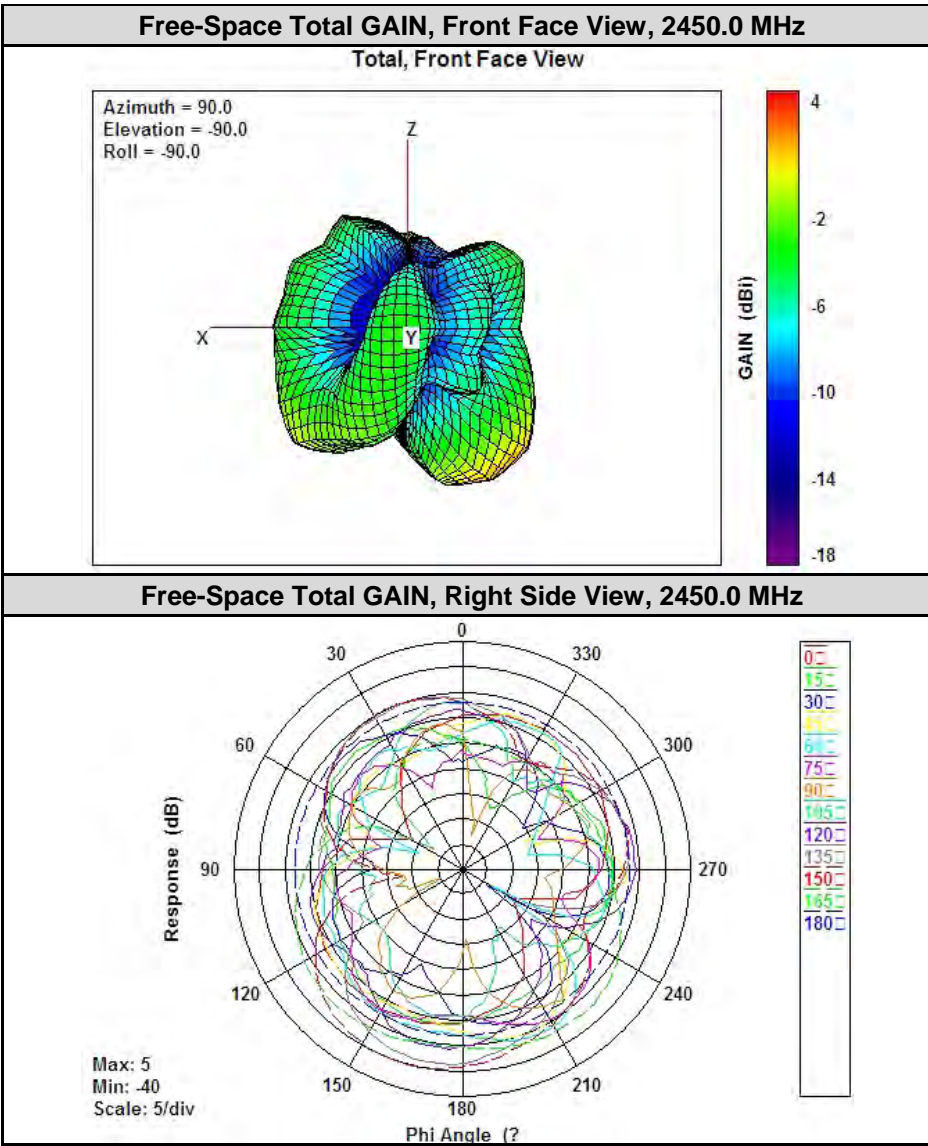 Free-Space Total GAIN, Front Face View, 2450.0 MHz
Total, Front Face View
Azimuth = 90.0
Elevation = -90.0
Roll = -90.0
Z
X
Y
4
-2
-6
-10
-14
-18
GAIN (dBi)
Free-Space Total GAIN, Right Side View, 2450.0 MHz
0
30
330
60
300
90
270
120
240
150
210
180
Response (dB)
Max: 5
Min: -40
Scale: 5/div
Phi Angle (?
0□
15□
30□
45□
60□
75□
90□
105□
120□
135□
150□
165□
180□